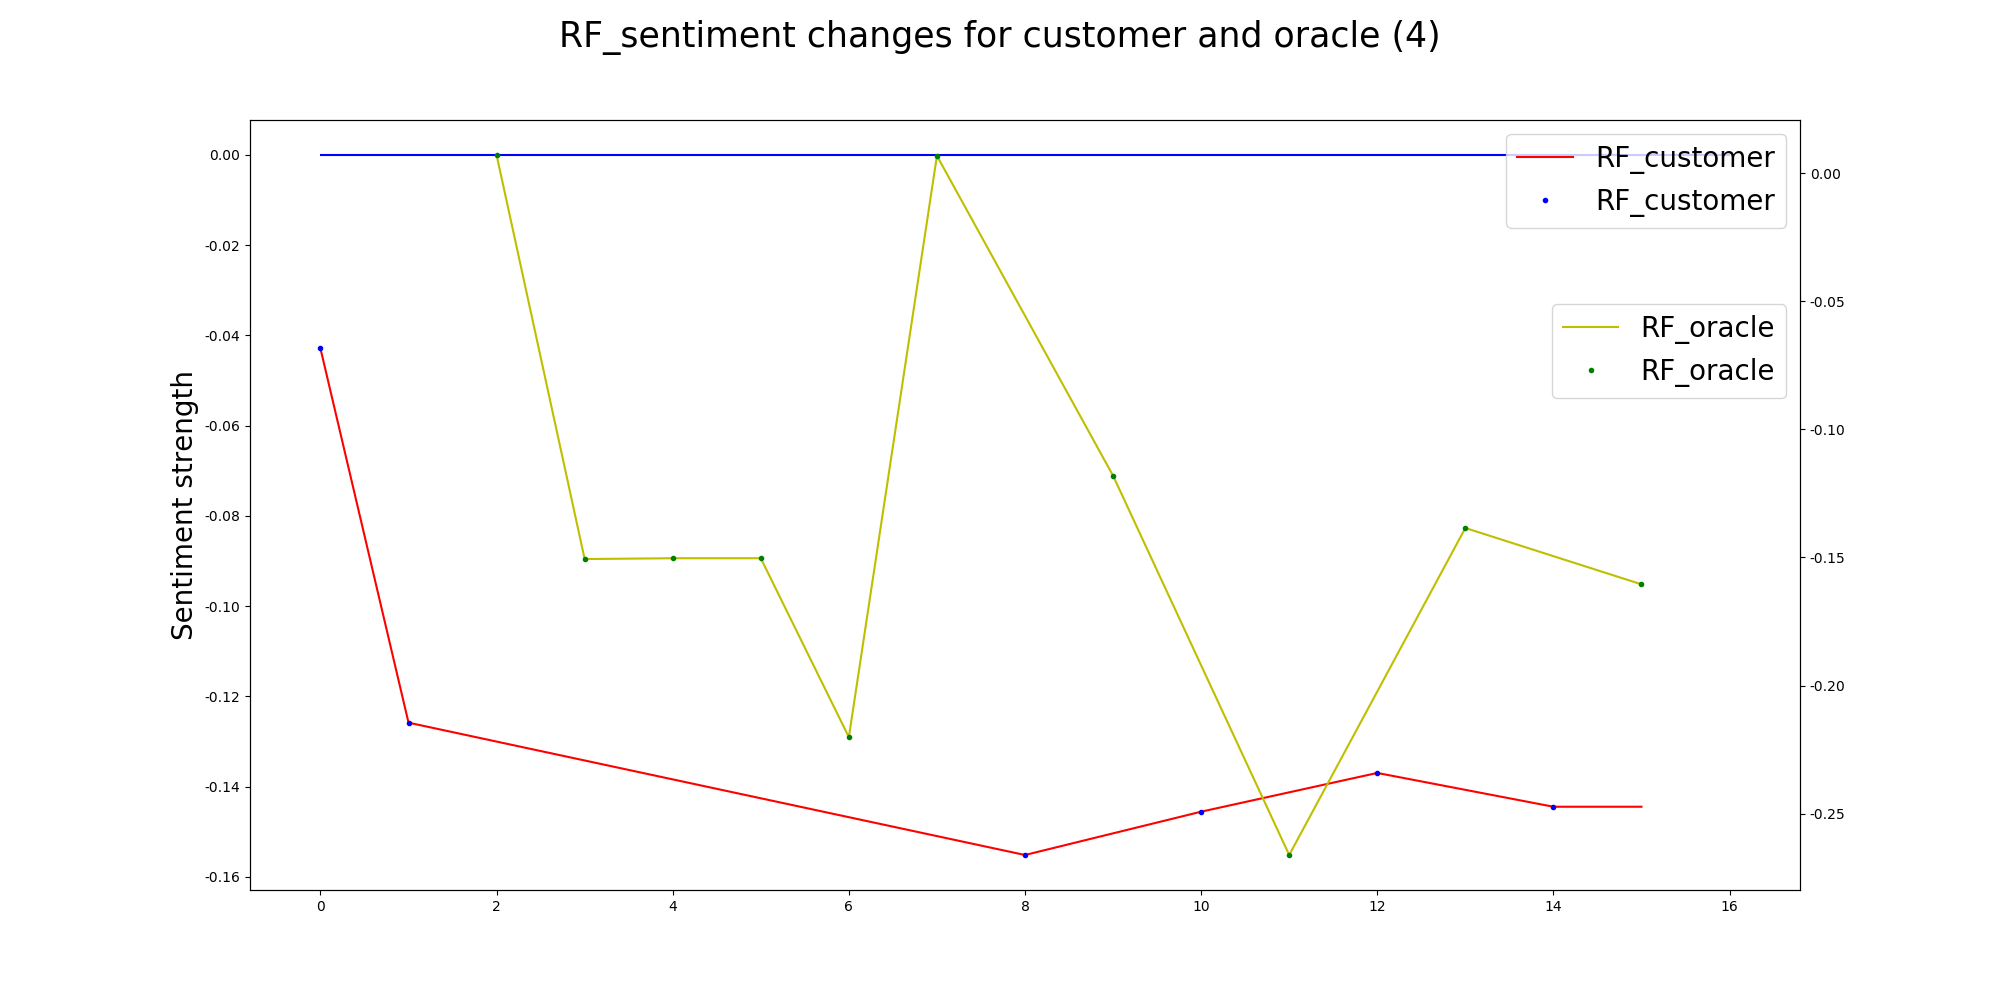 RF_sentiment changes for customer and oracle (4)
Sentiment strength
0.00
-0.02
-0.04
-0.06
-0.08
-0.10
-0.12
-0.14
-0.16
RF_customer
RF_customer
RF_oracle
RF_oracle
0.00
-0.05
-0.10
-0.15
-0.20
-0.25
0 2 4 6 8 10 12 14 16